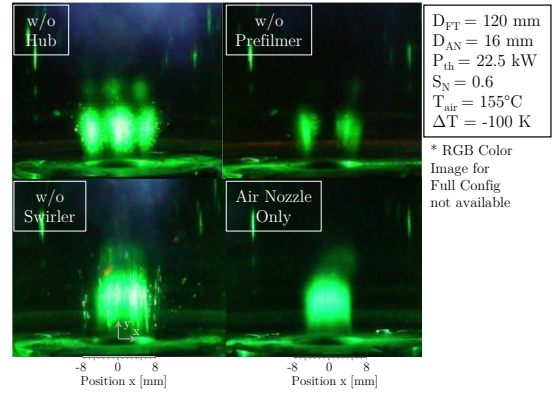 w/o
Hub
w/o
Prefilmer
w/o
Swirler
Air Nozzle
Only
y
x
-8 0 8
Position x [mm]
-8 0 8
Position x [mm]
D_FT = 120 mm
D_AN = 16 mm
P_th = 22.5 kW
S_N = 0.6
T_air = 155°C
ΔT = -100 K
* RGB Color
Image for
Full Config
not available